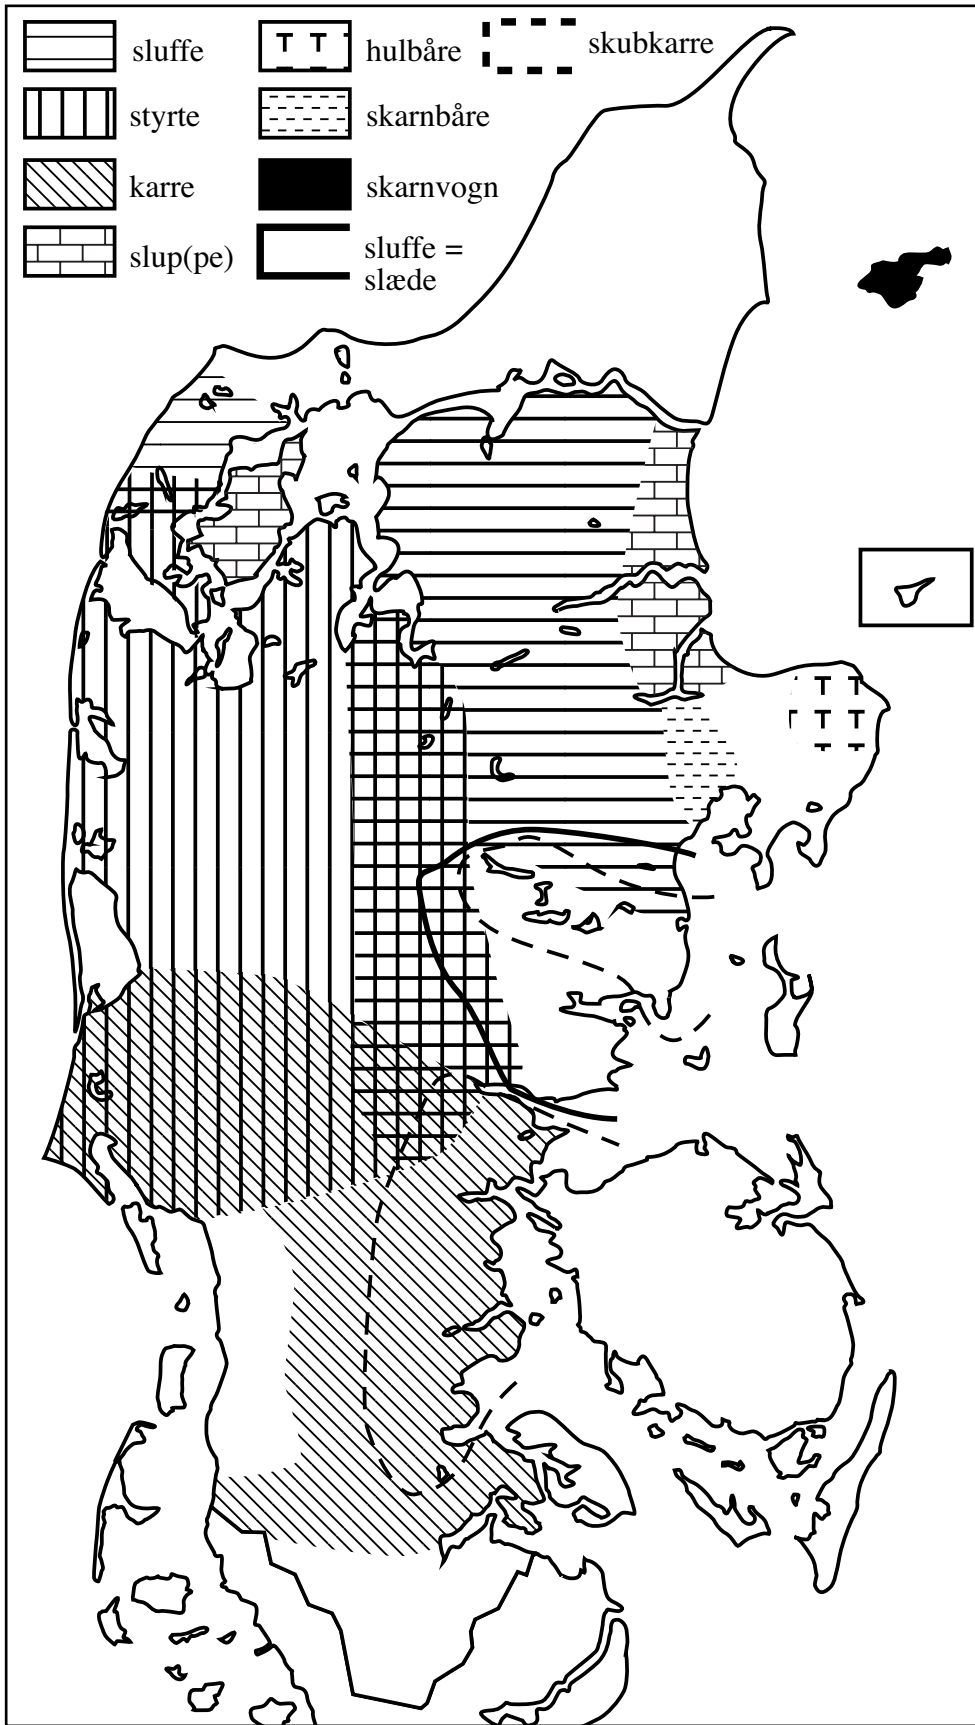 sluffe
styrte
karre
slup(pe)
hulbåre
skarnbåre
skarnvogn
sluffe =
slæde
skubkarre